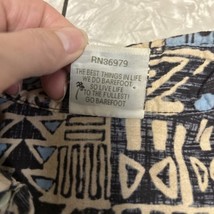 RN36979
THE BEST THINGS IN LIFE
WE DO BAREFOOT
SO LIVE LIFE
TO THE FULLEST!
GO BAREFOOT